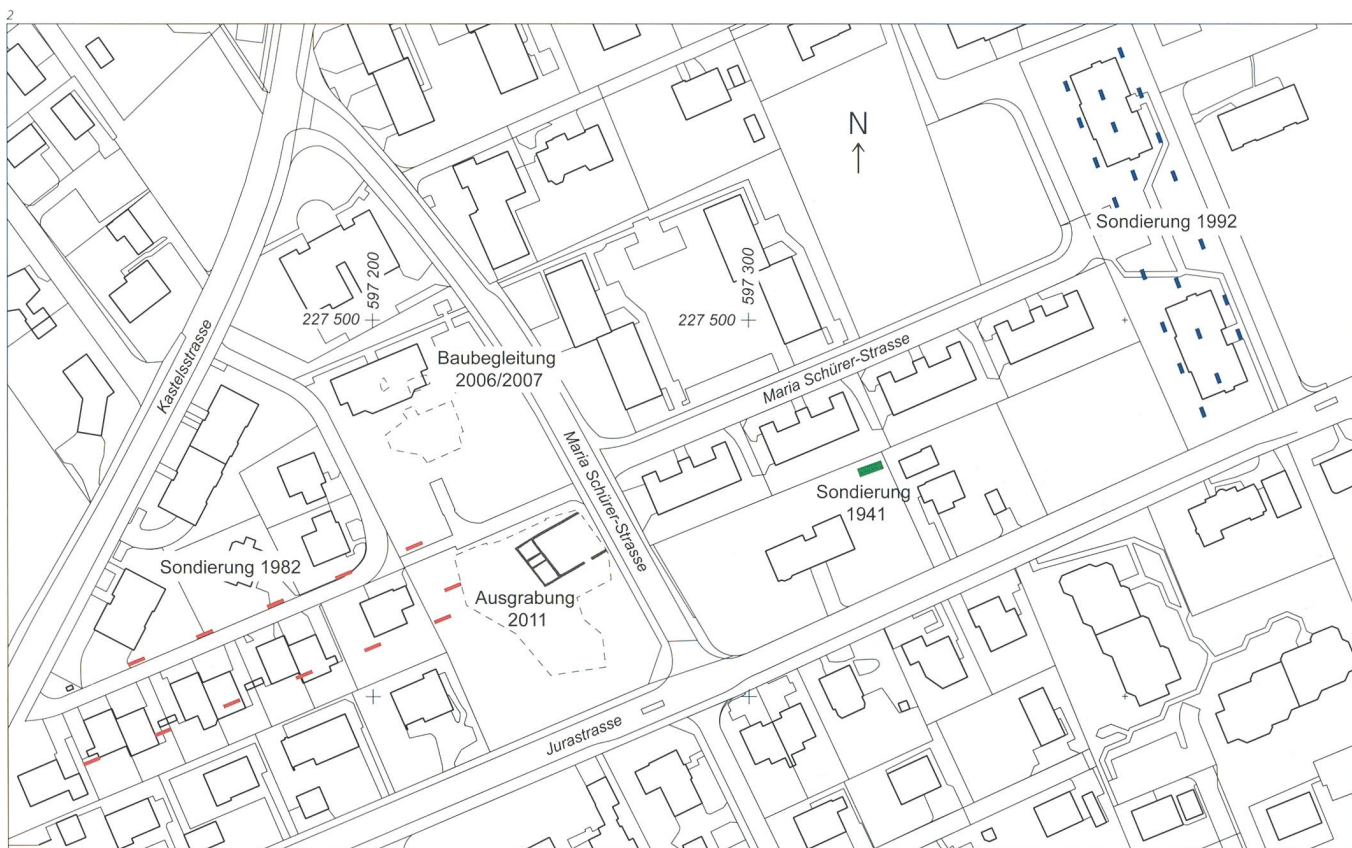 2
N
Sondierung 1992
597 200
227 500
597 300
227 500
Kastelsstrasse
Baubegleitung
2006/2007
Maria Schürer-Strasse
Maria Schürer-Strasse
Sondierung
1941
Sondierung 1982
Ausgrabung
2011
Jurastrasse